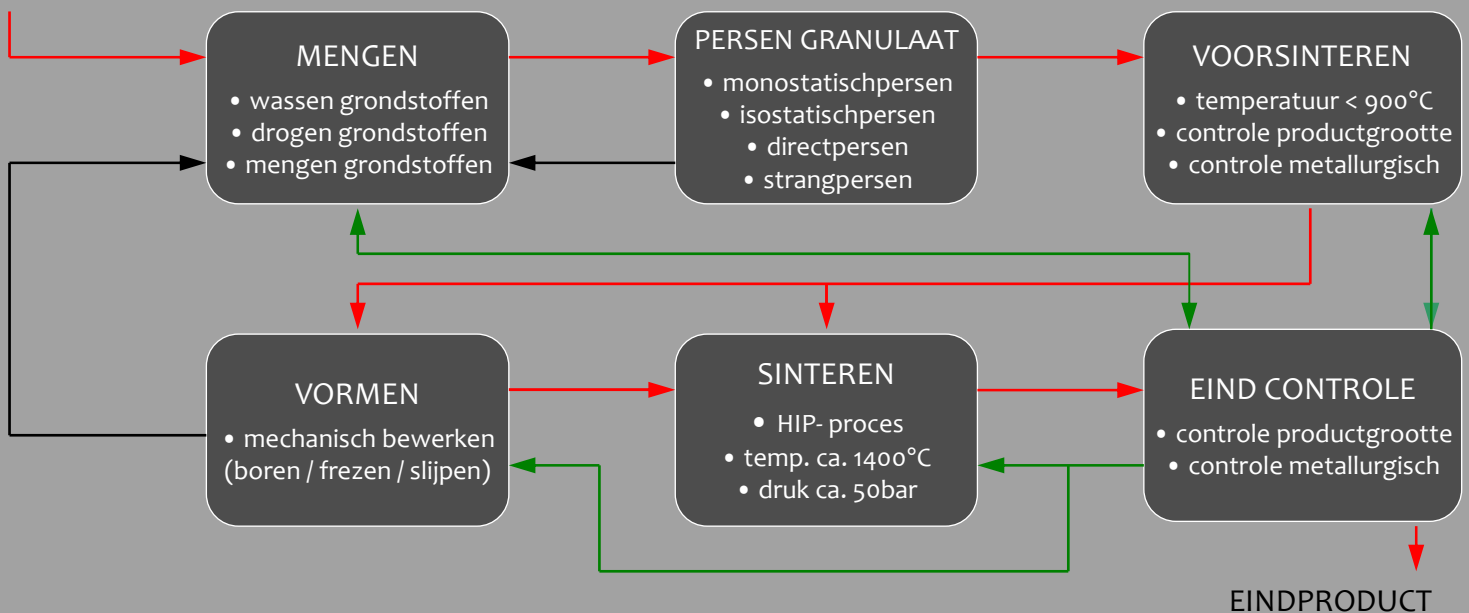 MENGEN
• wassen grondstoffen
• drogen grondstoffen
• mengen grondstoffen
PERSEN GRANULAAT
• monostatischpersen
• isostatischpersen
• directpersen
• strangpersen
VOORSINTEREN
• temperatuur < 900°C
• controle productgrootte
• controle metallurgisch
VORMEN
• mechanisch bewerken
(boren / frezen / slijpen)
SINTEREN
• HIP- proces
• temp. ca. 1400°C
• druk ca. 50bar
EIND CONTROLE
• controle productgrootte
• controle metallurgisch
EINDPRODUCT